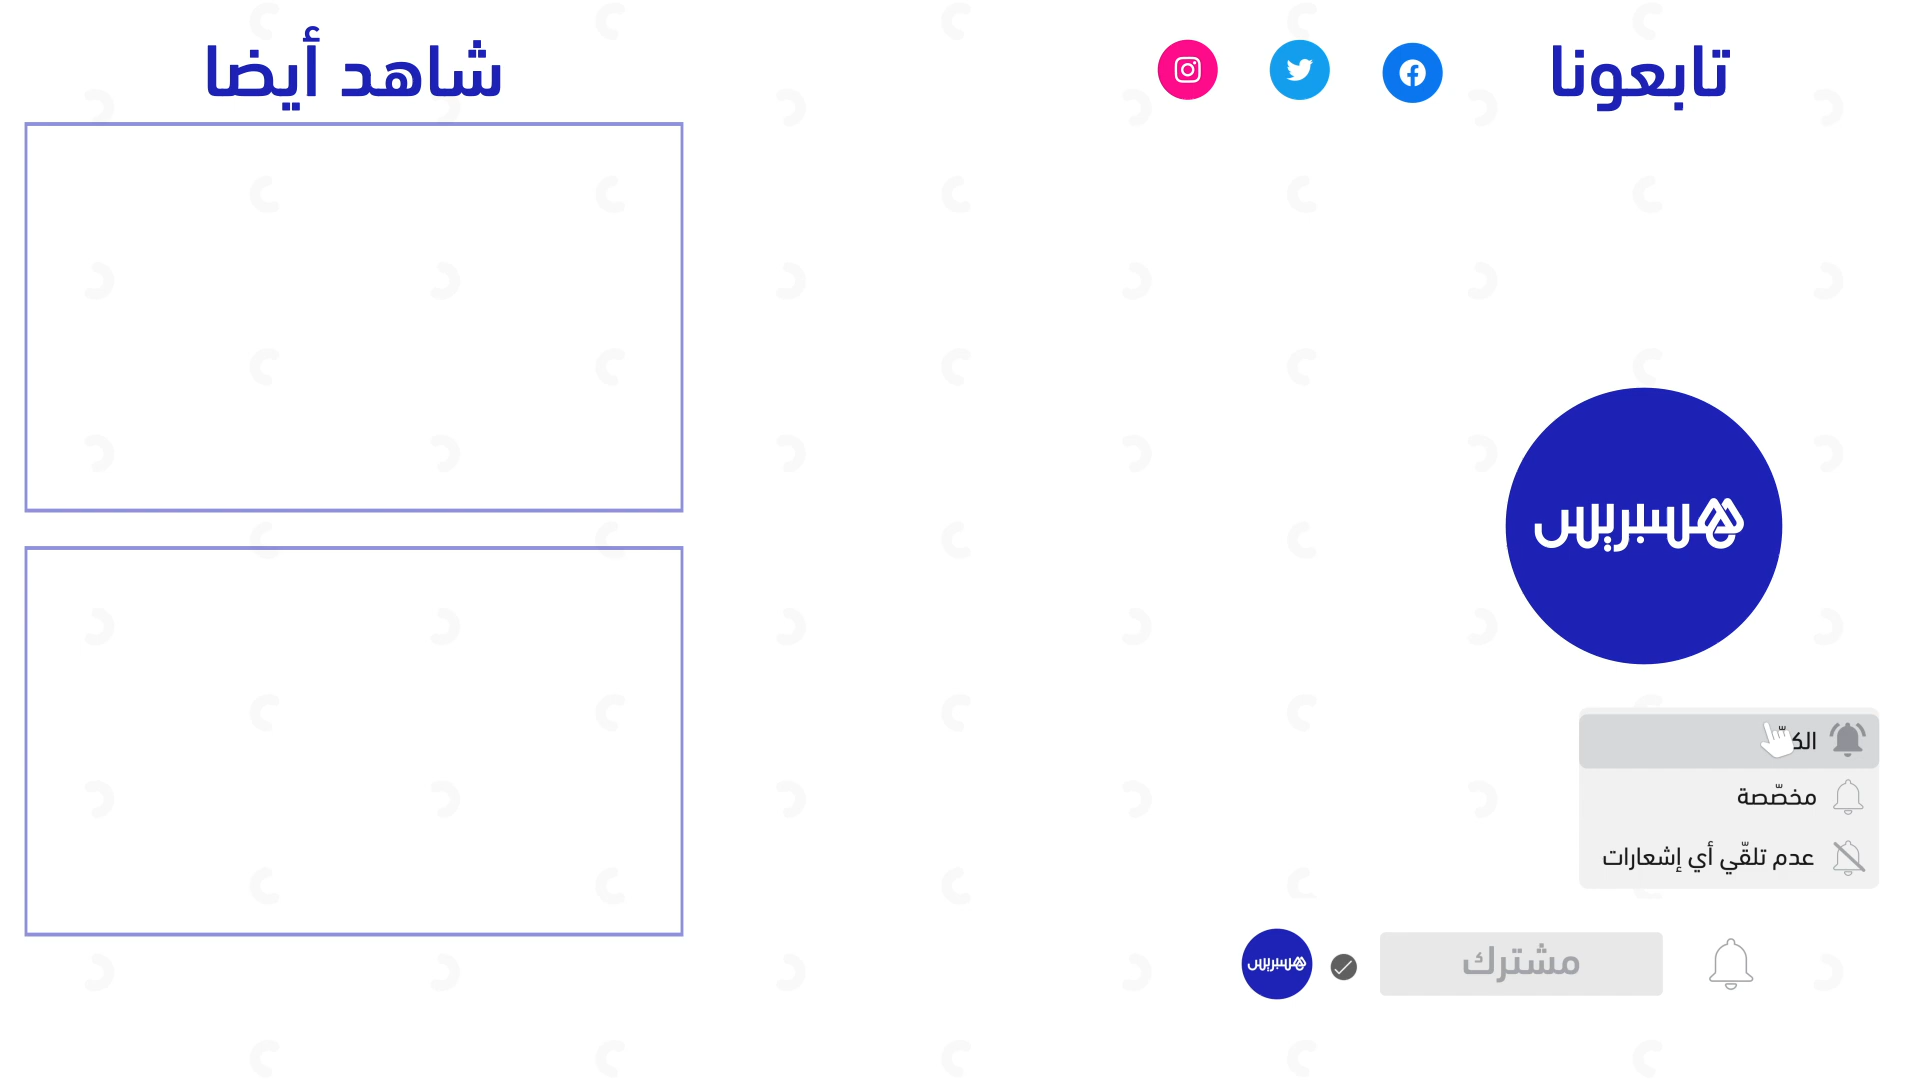 تابعونا
شاهد أيضا
هسبريس
مخصّصة
عدم تلقّي أي إشعارات
هسبريس
مشترك